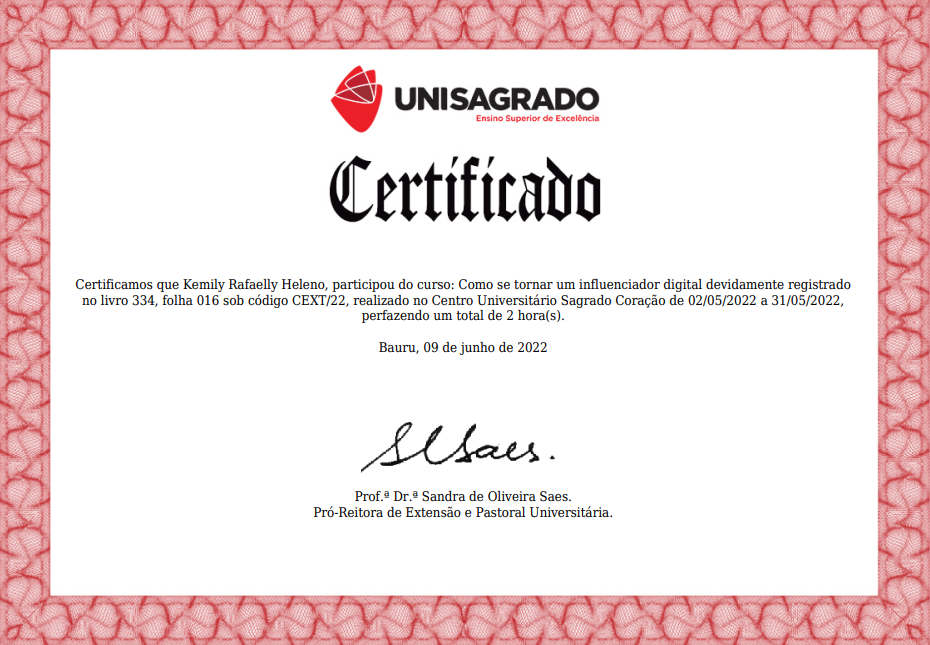 UNISAGRADO
Ensino Superior de Excelência
Certificado
Certificamos que Kemily Rafaelly Heleno, participou do curso: Como se tornar um influenciador digital devidamente registrado
no livro 334, folha 016 sob código CEXT/22, realizado no Centro Universitário Sagrado Coração de 02/05/2022 a 31/05/2022,
perfazendo um total de 2 hora(s).
Bauru, 09 de junho de 2022
SlSaes.
Prof.ª Dr.ª Sandra de Oliveira Saes.
Pró-Reitora de Extensão e Pastoral Universitária.